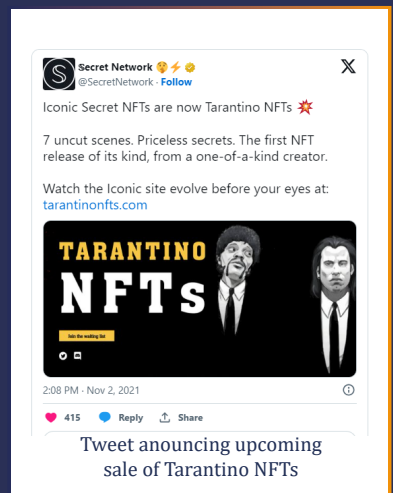 Secret Network
@SecretNetwork · Follow
Iconic Secret NFTs are now Tarantino NFTs 💥
7 uncut scenes. Priceless secrets. The first NFT
release of its kind, from a one-of-a-kind creator.
Watch the Iconic site evolve before your eyes at:
tarantinonfts.com
TARANTINO
NFTs
Join the waiting list
2:08 PM · Nov 2, 2021
415 Reply Share
Tweet anouncing upcoming
sale of Tarantino NFTs